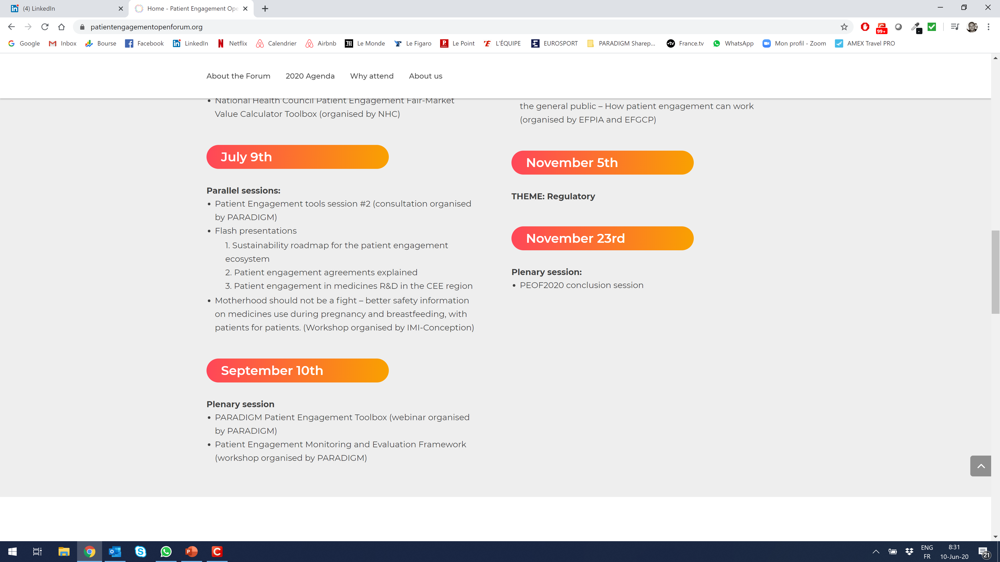 (4) LinkedIn
Home - Patient Engagement Ope
patientengagementopenforum.org
99+
Google
Inbox
Bourse
Facebook
LinkedIn
Netflix
Calendrier
Airbnb
Le Monde
Le Figaro
Le Point
L'ÉQUIPE
EUROSPORT
PARADIGM Sharep...
France.tv
WhatsApp
Mon profil - Zoom
AMEX Travel PRO
About the Forum
2020 Agenda
Why attend
About us
• National Health Council Patient Engagement Fair-Market
Value Calculator Toolbox (organised by NHC)
July 9th
Parallel sessions:
• Patient Engagement tools session #2 (consultation organised
by PARADIGM)
• Flash presentations
1. Sustainability roadmap for the patient engagement
ecosystem
2. Patient engagement agreements explained
3. Patient engagement in medicines R&D in the CEE region
• Motherhood should not be a fight – better safety information
on medicines use during pregnancy and breastfeeding, with
patients for patients. (Workshop organised by IMI-Conception)
September 10th
Plenary session
• PARADIGM Patient Engagement Toolbox (webinar organised
by PARADIGM)
• Patient Engagement Monitoring and Evaluation Framework
(workshop organised by PARADIGM)
the general public – How patient engagement can work
(organised by EFPIA and EFGCP)
November 5th
THEME: Regulatory
November 23rd
Plenary session:
• PEOF2020 conclusion session
ENG
FR
8:31
10-Jun-20
21